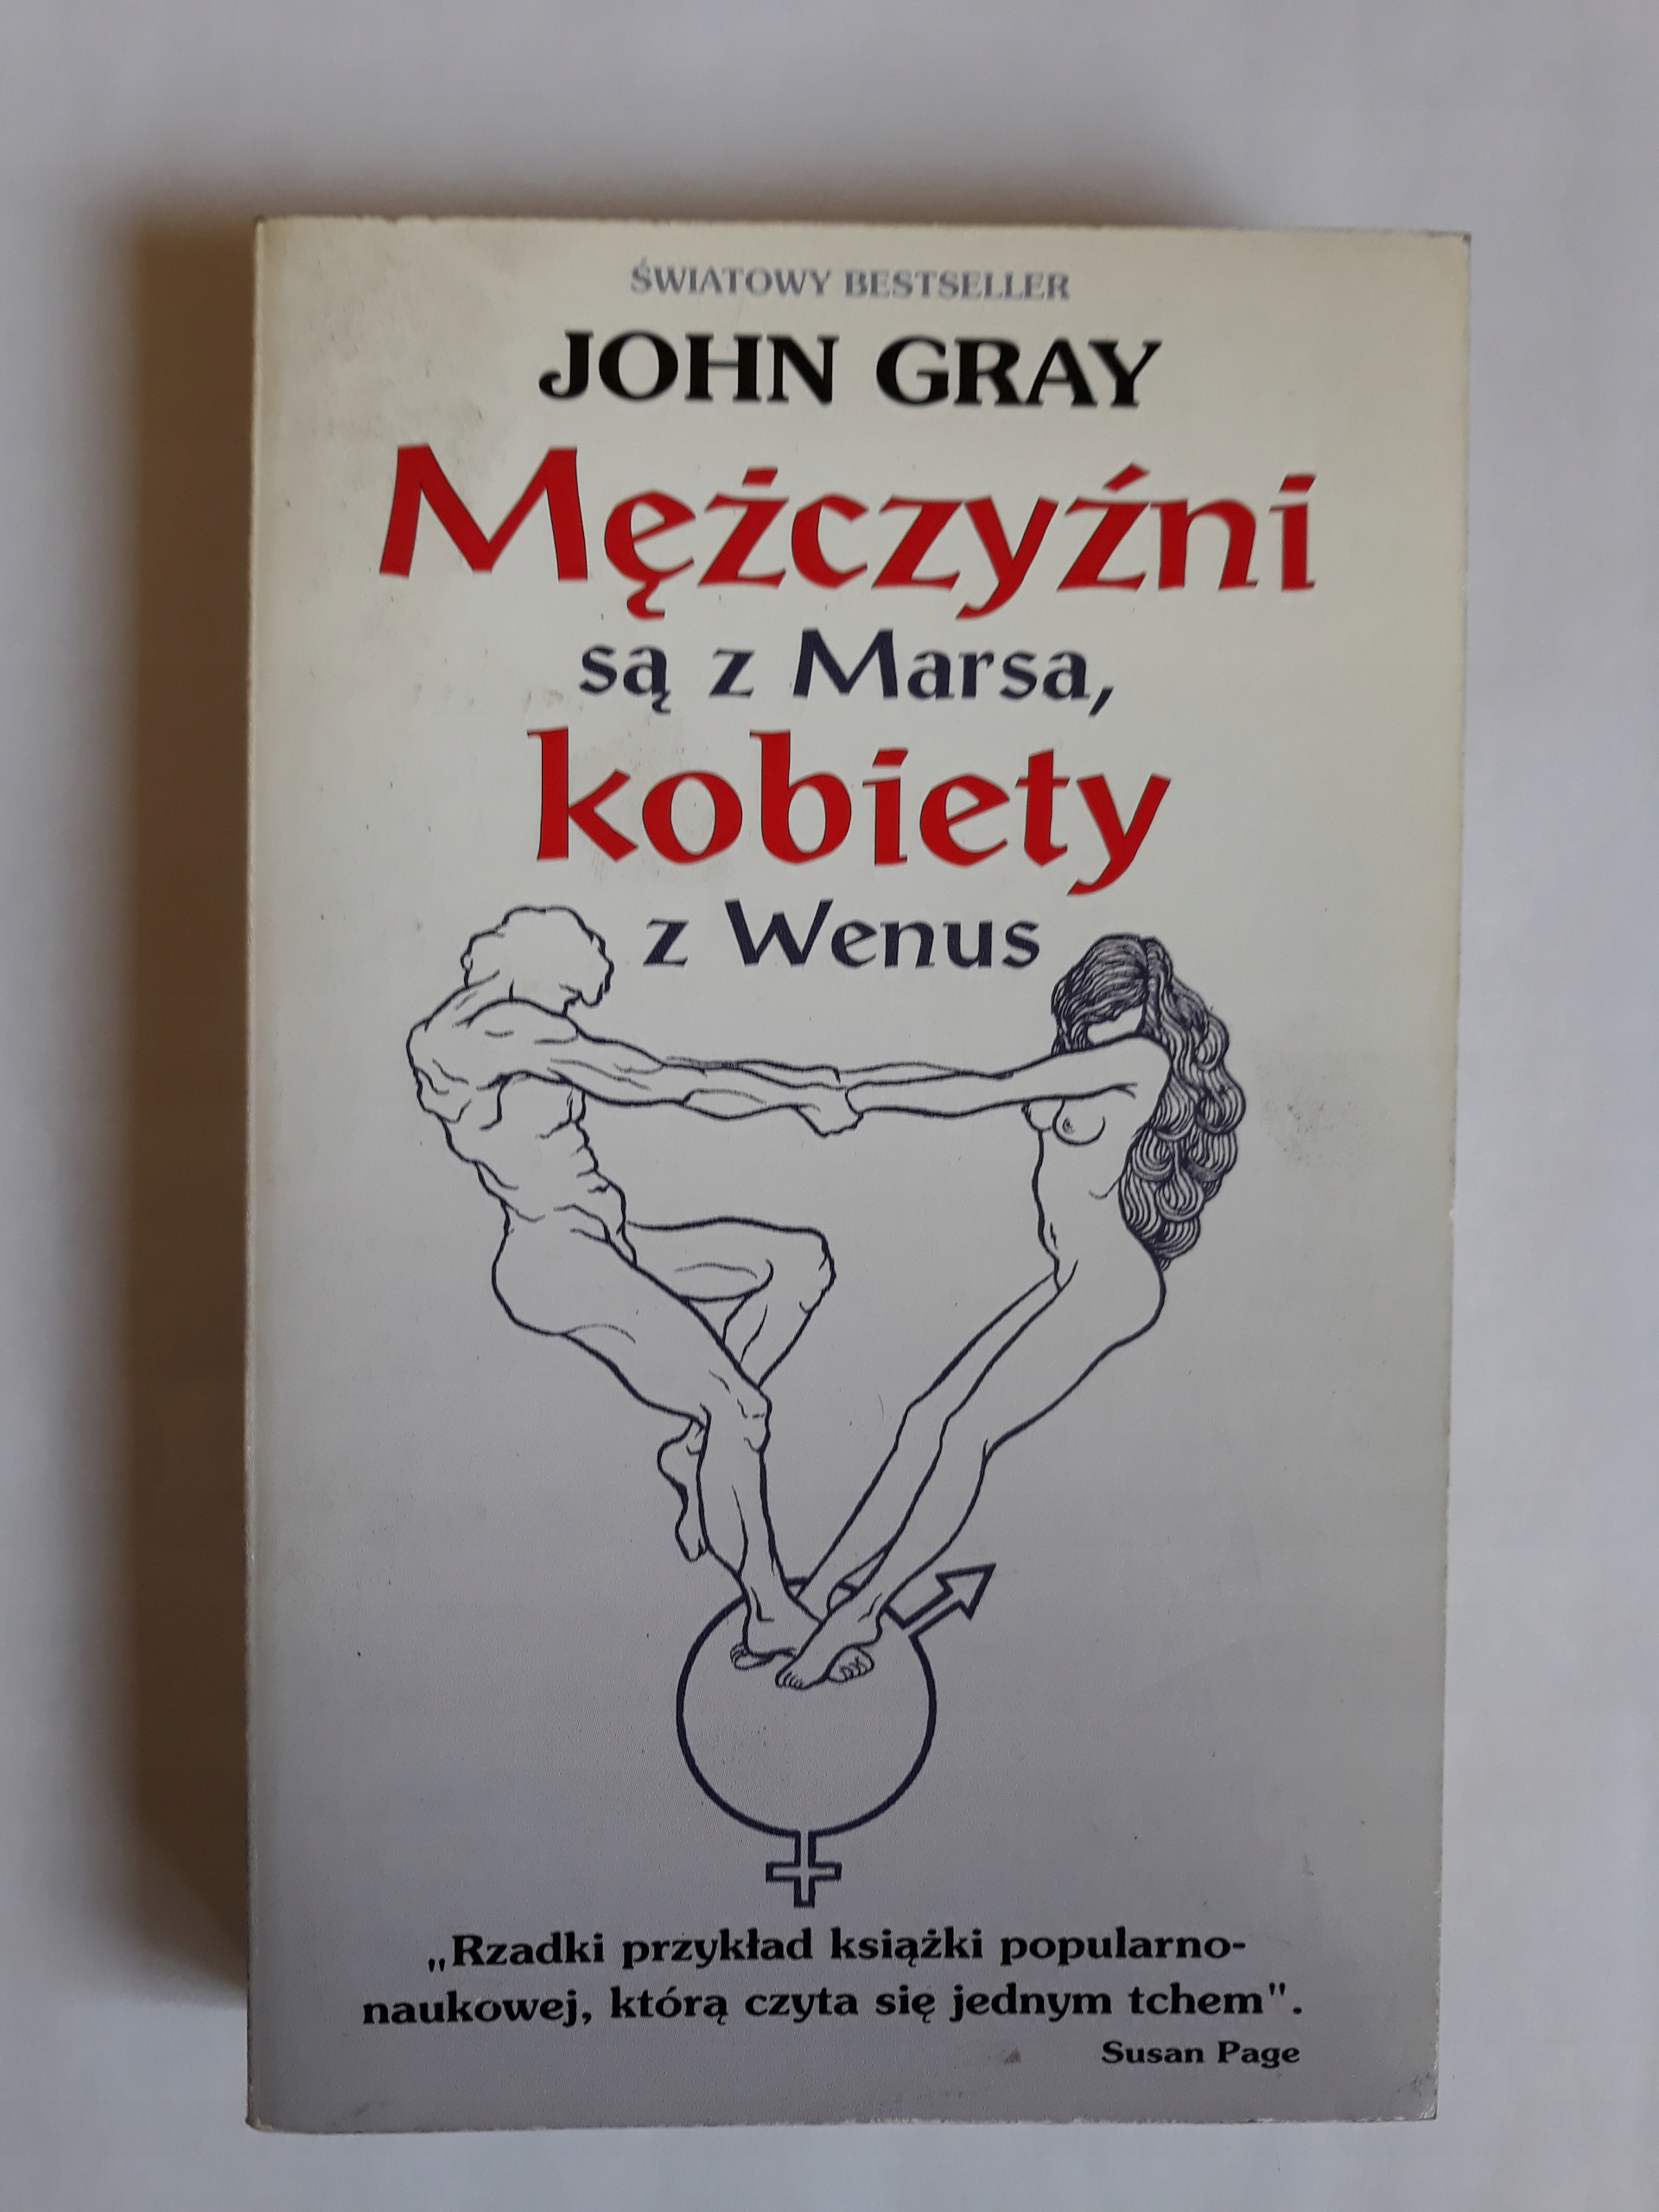 ŚWIATOWY BESTSELLER
JOHN GRAY
Mężczyźni
są z Marsa,
kobiety
z Wenus
„Rzadki przykład książki popularno-
naukowej, którą czyta się jednym tchem".
Susan Page